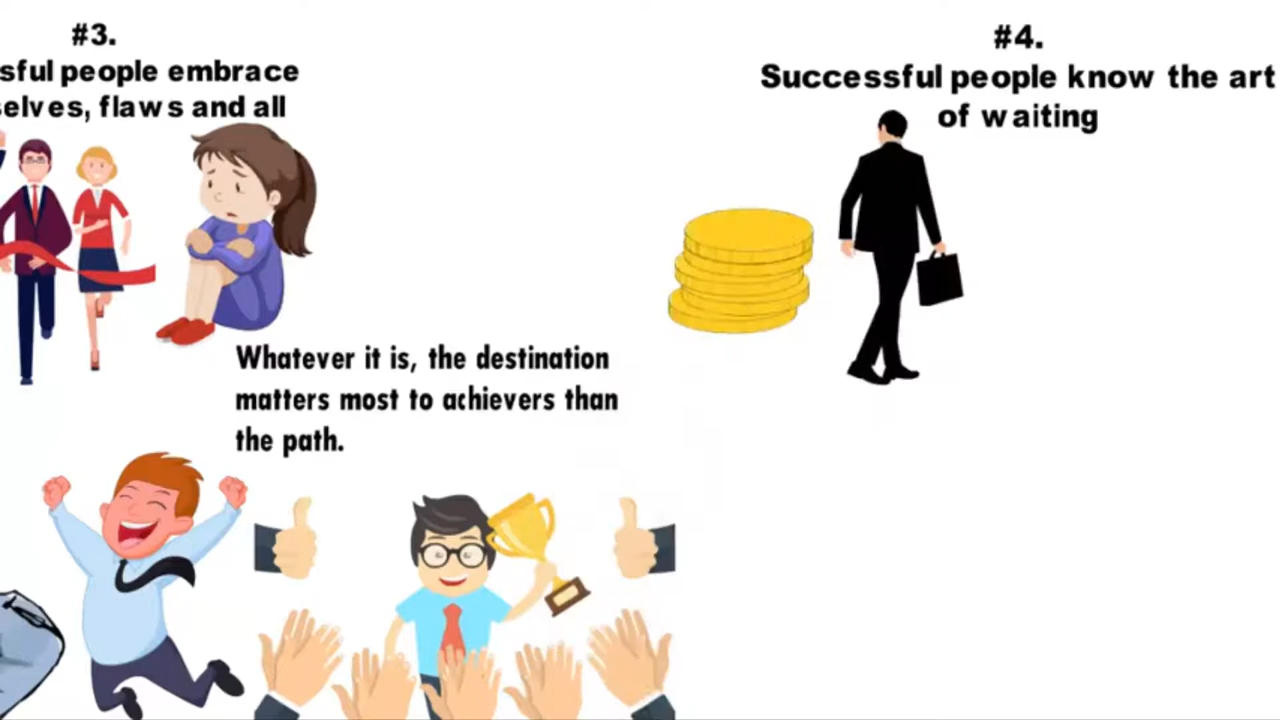 #3.
sful people embrace
selves, flaws and all
Whatever it is, the destination
matters most to achievers than
the path.
#4.
Successful people know the art
of waiting